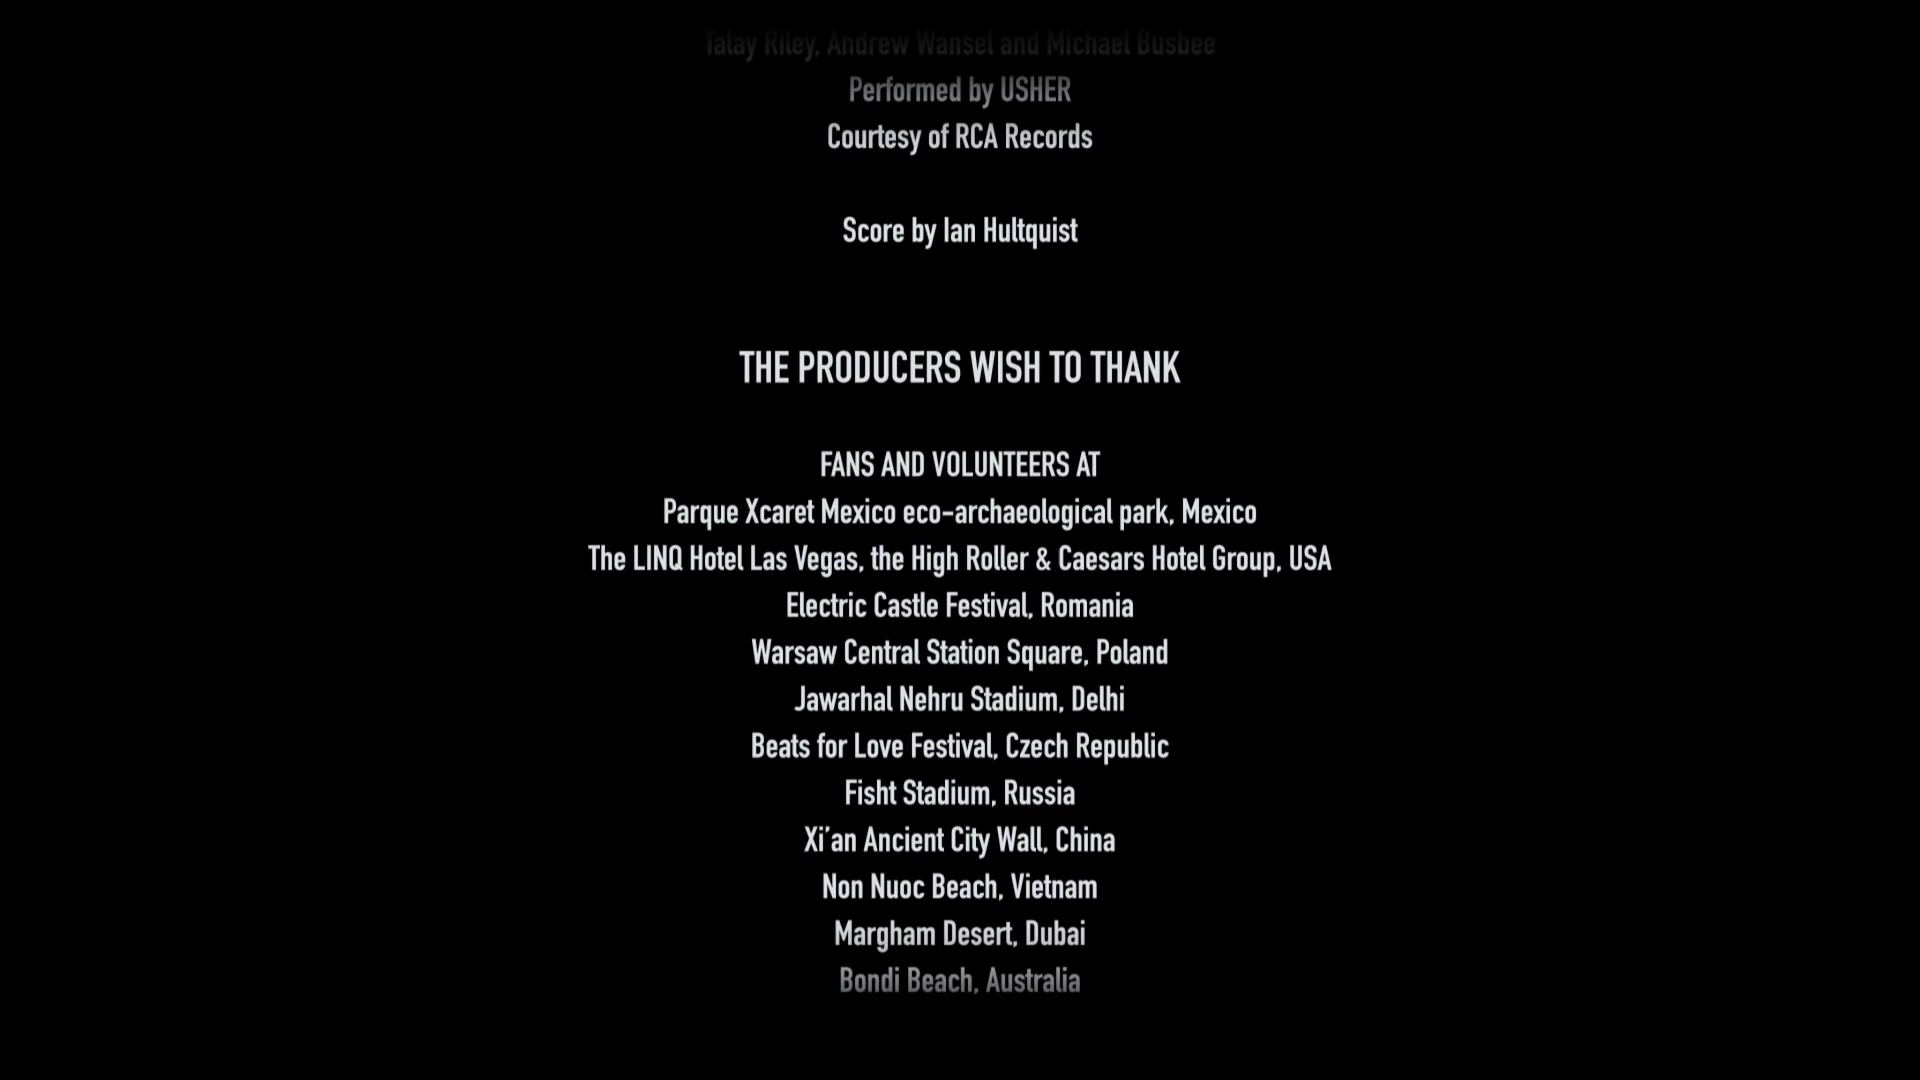 Talay Riley, Andrew Wansel and Michael Busbee
Performed by USHER
Courtesy of RCA Records
Score by Ian Hultquist
THE PRODUCERS WISH TO THANK
FANS AND VOLUNTEERS AT
Parque Xcaret Mexico eco-archaeological park, Mexico
The LINQ Hotel Las Vegas, the High Roller & Caesars Hotel Group, USA
Electric Castle Festival, Romania
Warsaw Central Station Square, Poland
Jawarhal Nehru Stadium, Delhi
Beats for Love Festival, Czech Republic
Fisht Stadium, Russia
Xi’an Ancient City Wall, China
Non Nuoc Beach, Vietnam
Margham Desert, Dubai
Bondi Beach, Australia